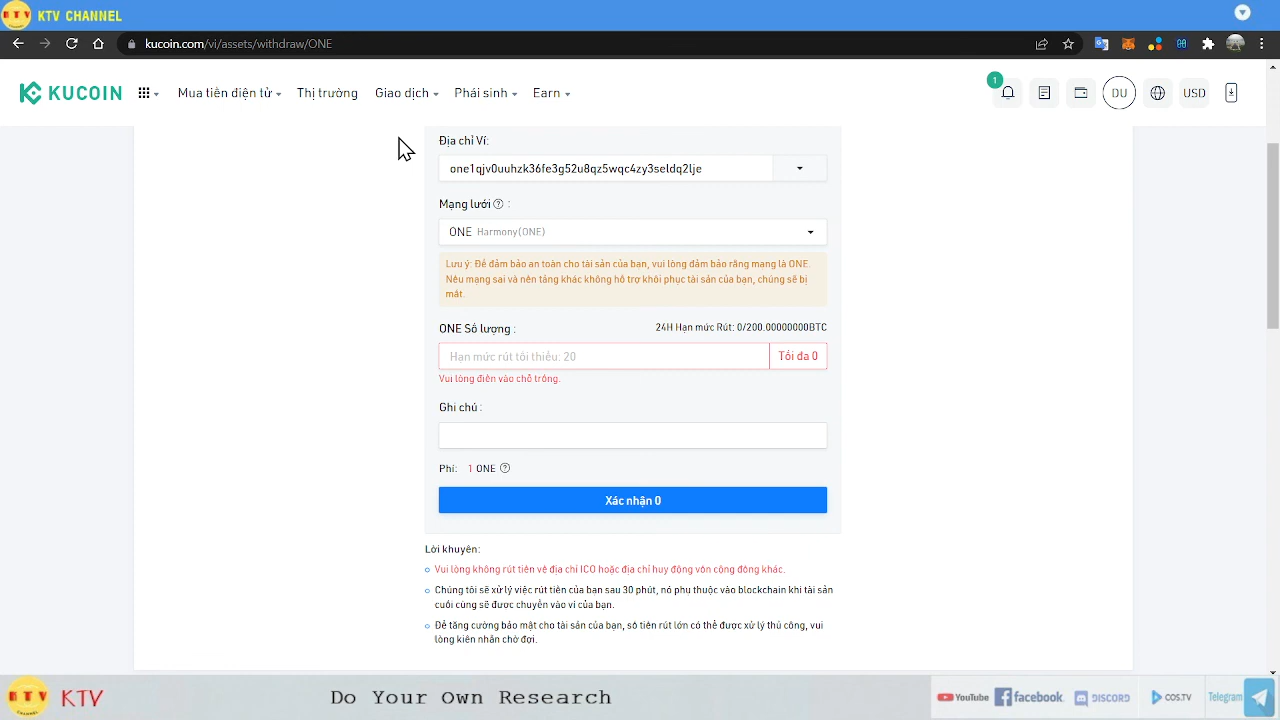 KTV CHANNEL
kucoin.com/vi/assets/withdraw/ONE
KUCOIN Mua tiền điện tử Thị trường Giao dịch Phái sinh Earn 1 DU USD
Địa chỉ Ví:
one1qjv0uuhzk36fe3g52u8qz5wqc4zy3seldq2lje
Mạng lưới ? :
ONE Harmony(ONE)
Lưu ý: Để đảm bảo an toàn cho tài sản của bạn, vui lòng đảm bảo rằng mạng là ONE.
Nếu mạng sai và nền tảng khác không hỗ trợ khôi phục tài sản của bạn, chúng sẽ bị
mất.
ONE Số lượng : 24H Hạn mức Rút: 0/200.00000000BTC
Hạn mức rút tối thiểu: 20 Tối đa 0
Vui lòng điền vào chỗ trống.
Ghi chú :
Phí: 1 ONE ?
Xác nhận 0
Lời khuyên:
Vui lòng không rút tiền về địa chỉ ICO hoặc địa chỉ huy động vốn cộng đồng khác.
Chúng tôi sẽ xử lý việc rút tiền của bạn sau 30 phút, nó phụ thuộc vào blockchain khi tài sản
cuối cùng sẽ được chuyển vào ví của bạn.
Để tăng cường bảo mật cho tài sản của bạn, số tiền rút lớn có thể được xử lý thủ công, vui
lòng kiên nhẫn chờ đợi.
KTV CHANNEL KTV Do Your Own Research YouTube facebook. DISCORD COS.TV Telegram